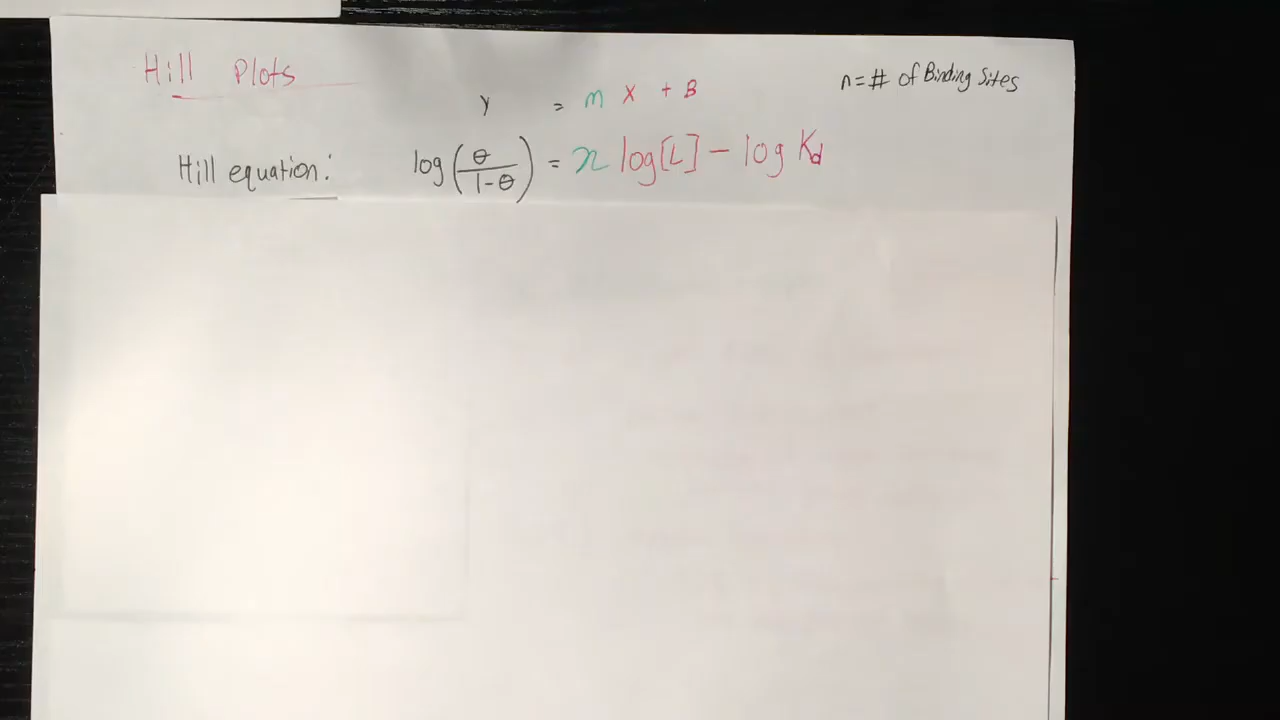 Hill Plots
n = # of Binding Sites
y = m x + B
Hill equation: log(θ/1-θ) = n log[L] - log Kd